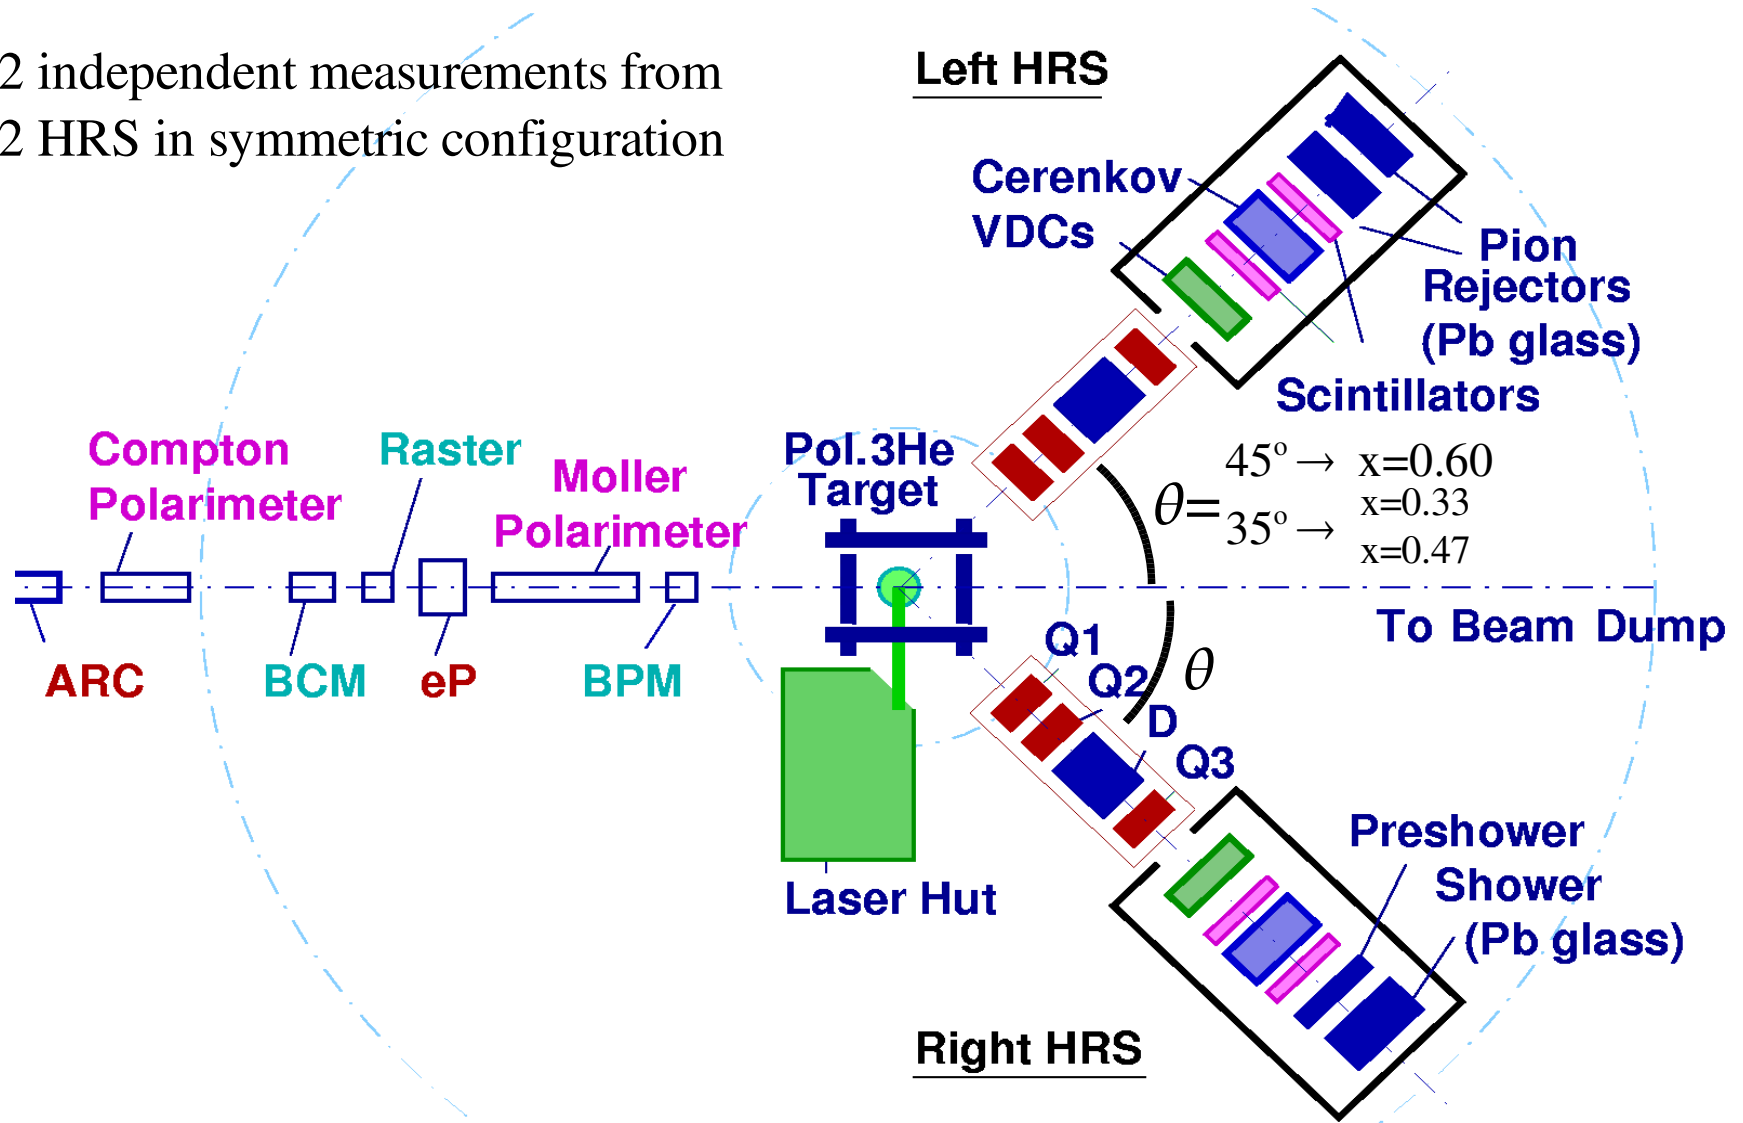 2 independent measurements from
2 HRS in symmetric configuration
Left HRS
Cerenkov
VDCs
Pion
Rejectors
(Pb glass)
Scintillators
Compton
Polarimeter
Raster
Moller
Polarimeter
Pol.3He
Target
θ=
45° → x=0.60
35° →
x=0.33
x=0.47
To Beam Dump
ARC
BCM
eP
BPM
Q1
Q2
D
Q3
θ
Laser Hut
Preshower
Shower
(Pb glass)
Right HRS